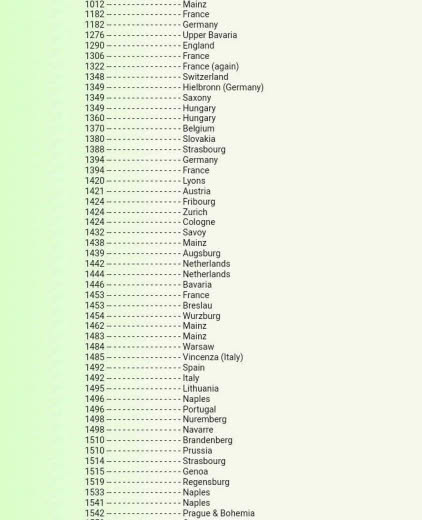 1012 ------------------ Mainz
1182 ------------------ France
1182 ------------------ Germany
1276 ------------------ Upper Bavaria
1290 ------------------ England
1306 ------------------ France
1322 ------------------ France (again)
1348 ------------------ Switzerland
1349 ------------------ Hielbronn (Germany)
1349 ------------------ Saxony
1349 ------------------ Hungary
1360 ------------------ Hungary
1370 ------------------ Belgium
1380 ------------------ Slovakia
1388 ------------------ Strasbourg
1394 ------------------ Germany
1394 ------------------ France
1420 ------------------ Lyons
1421 ------------------ Austria
1424 ------------------ Fribourg
1424 ------------------ Zurich
1424 ------------------ Cologne
1432 ------------------ Savoy
1438 ------------------ Mainz
1439 ------------------ Augsburg
1442 ------------------ Netherlands
1444 ------------------ Netherlands
1446 ------------------ Bavaria
1453 ------------------ France
1453 ------------------ Breslau
1454 ------------------ Wurzburg
1462 ------------------ Mainz
1483 ------------------ Mainz
1484 ------------------ Warsaw
1485 ------------------ Vincenza (Italy)
1492 ------------------ Spain
1492 ------------------ Italy
1495 ------------------ Lithuania
1496 ------------------ Naples
1496 ------------------ Portugal
1498 ------------------ Nuremberg
1498 ------------------ Navarre
1510 ------------------ Brandenberg
1510 ------------------ Prussia
1514 ------------------ Strasbourg
1515 ------------------ Genoa
1519 ------------------ Regensburg
1533 ------------------ Naples
1541 ------------------ Naples
1542 ------------------ Prague & Bohemia